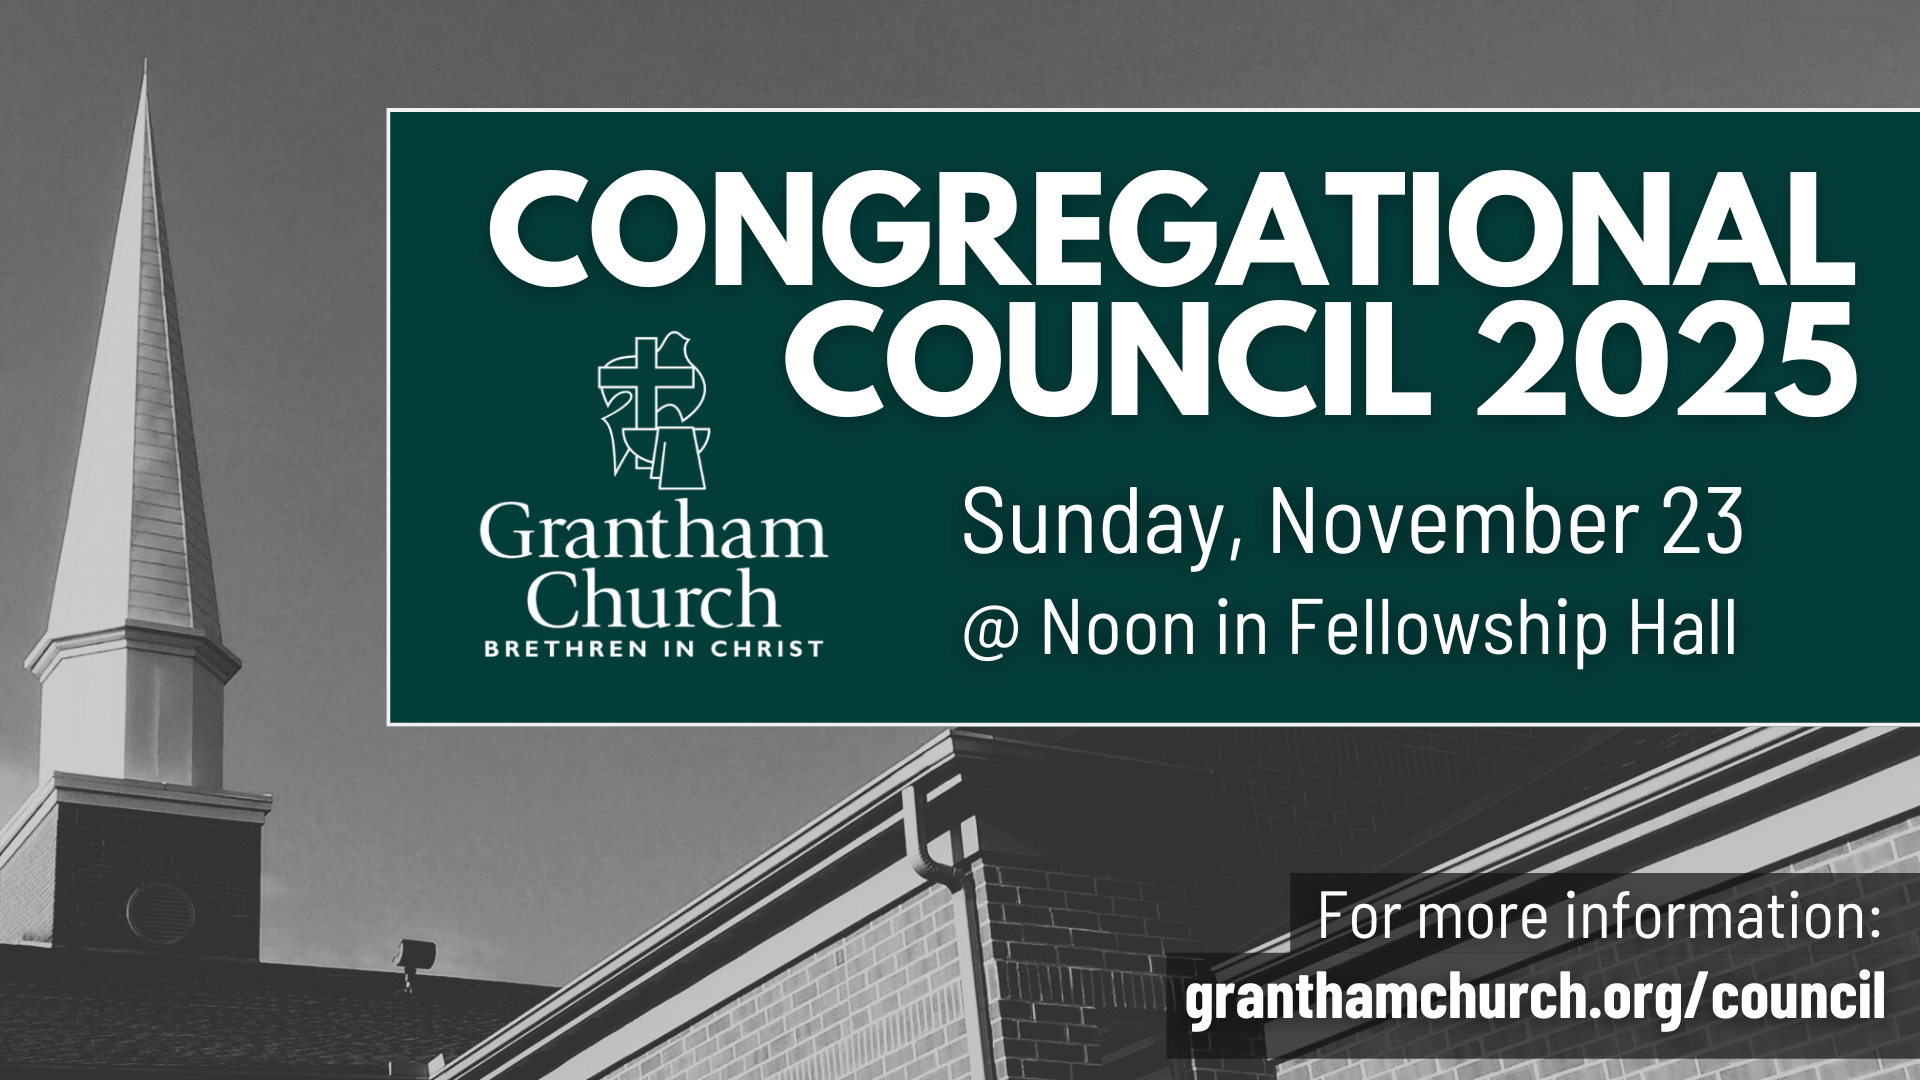 CONGREGATIONAL
COUNCIL 2025
Grantham
Church
BRETHREN IN CHRIST
Sunday, November 23
@ Noon in Fellowship Hall
For more information:
granthamchurch.org/council